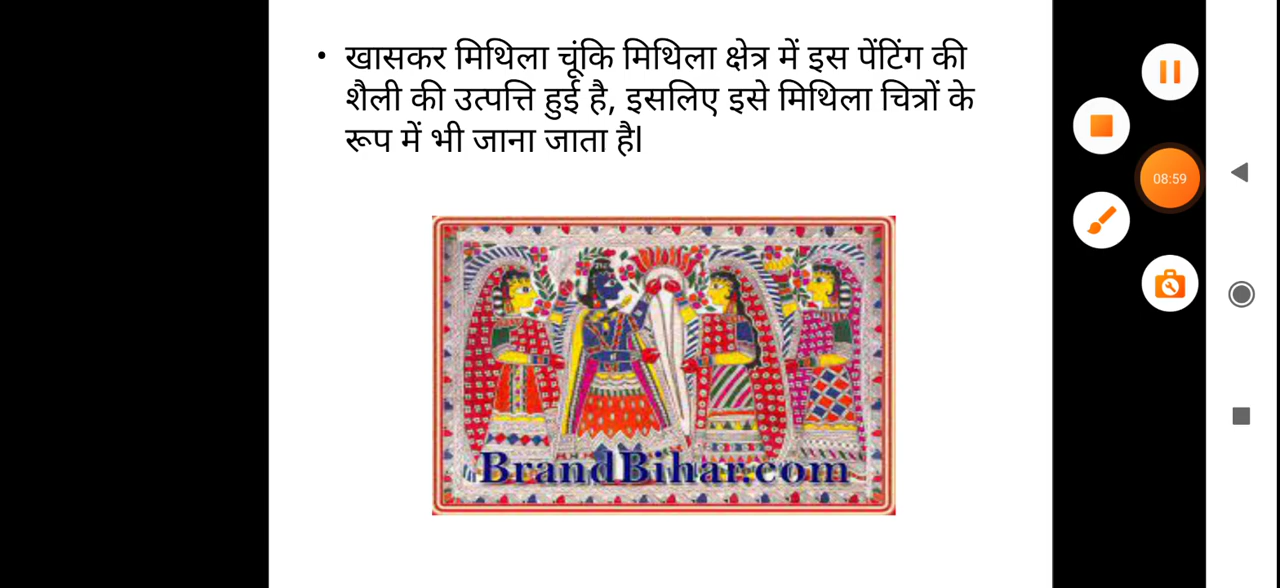 • खासकर मिथिला चूंकि मिथिला क्षेत्र में इस पेंटिंग की
शैली की उत्पत्ति हुई है, इसलिए इसे मिथिला चित्रों के
रूप में भी जाना जाता हैl
08:59
BrandBihar.com